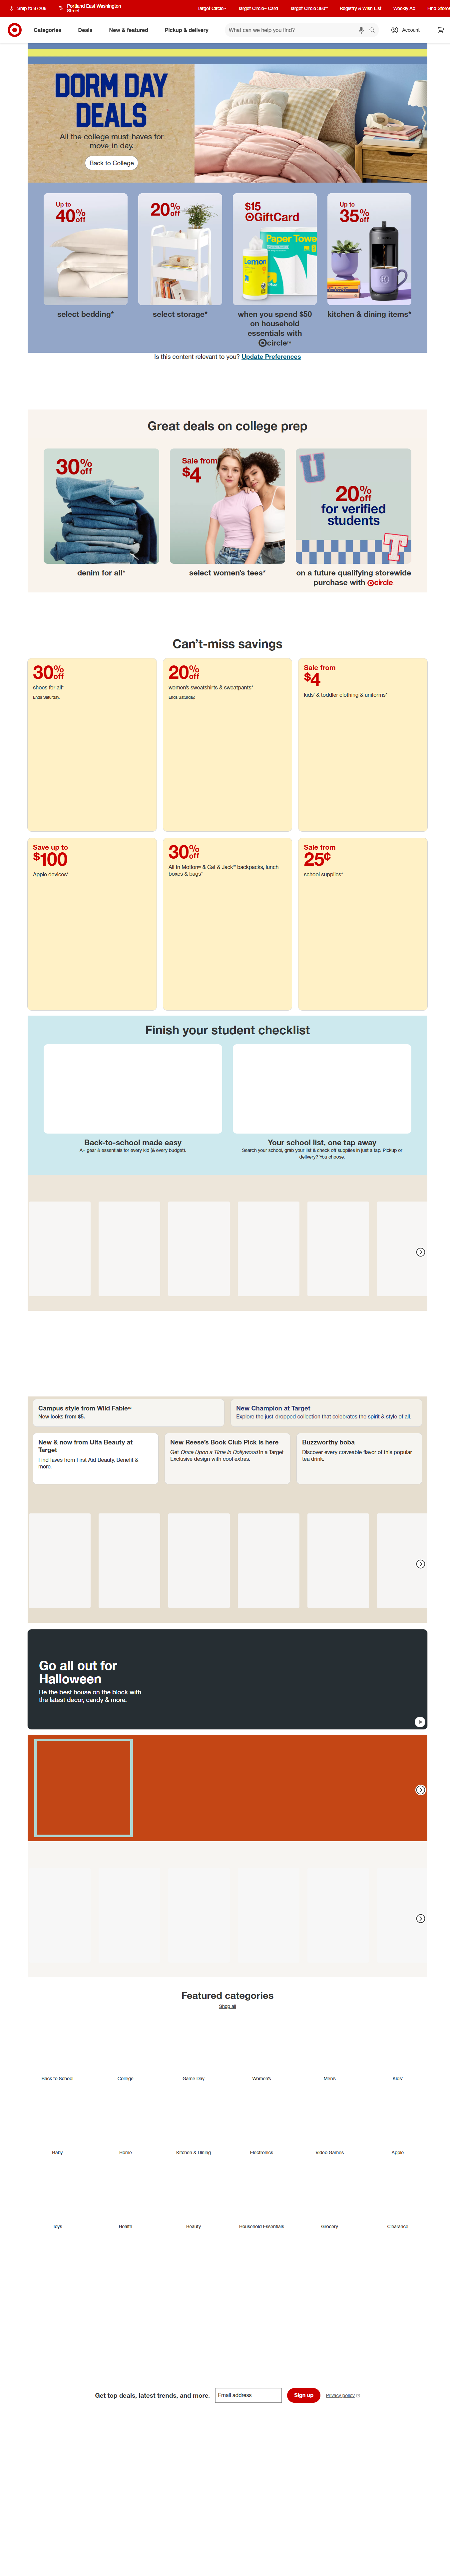 Ship to 97206
Portland East Washington
Street
Target Circle™
Target Circle™ Card
Target Circle 360™
Registry & Wish List
Weekly Ad
Find Stores
Categories
Deals
New & featured
Pickup & delivery
What can we help you find?
Account
DORM DAY
DEALS
All the college must-haves for
move-in day.
Back to College
Up to
40% off
select bedding*
20% off
select storage*
$15
GiftCard
Lemon
Paper Towel
when you spend $50
on household
essentials with
circle™
Up to
35% off
kitchen & dining items*
Is this content relevant to you? Update Preferences
Great deals on college prep
30% off
denim for all*
Sale from
$4
select women's tees*
U
20% off
for verified
students
T
on a future qualifying storewide
purchase with circle
Can't-miss savings
30% off
shoes for all*
Ends Saturday
20% off
women's sweatshirts & sweatpants*
Ends Saturday
Sale from
$4
kids' & toddler clothing & uniforms*
Save up to
$100
Apple devices*
30% off
All In Motion™ & Cat & Jack™ backpacks, lunch
boxes & bags*
Sale from
25¢
school supplies*
Finish your student checklist
Back-to-school made easy
A+ gear & essentials for every kid (& every budget).
Your school list, one tap away
Search your school, grab your list & check off supplies in just a tap. Pickup or
delivery? You choose.
Campus style from Wild Fable™
New looks from $5.
New Champion at Target
Explore the just-dropped collection that celebrates the spirit & style of all.
New & now from Ulta Beauty at
Target
Find faves from First Aid Beauty, Benefit &
more.
New Reese's Book Club Pick is here
Get Once Upon a Time in Dollywood in a Target
Exclusive design with cool extras.
Buzzworthy boba
Discover every craveable flavor of this popular
tea drink.
Go all out for
Halloween
Be the best house on the block with
the latest decor, candy & more.
Featured categories
Shop all
Back to School
College
Game Day
Women's
Men's
Kids'
Baby
Home
Kitchen & Dining
Electronics
Video Games
Apple
Toys
Health
Beauty
Household Essentials
Grocery
Clearance
Get top deals, latest trends, and more.
Email address
Sign up
Privacy policy